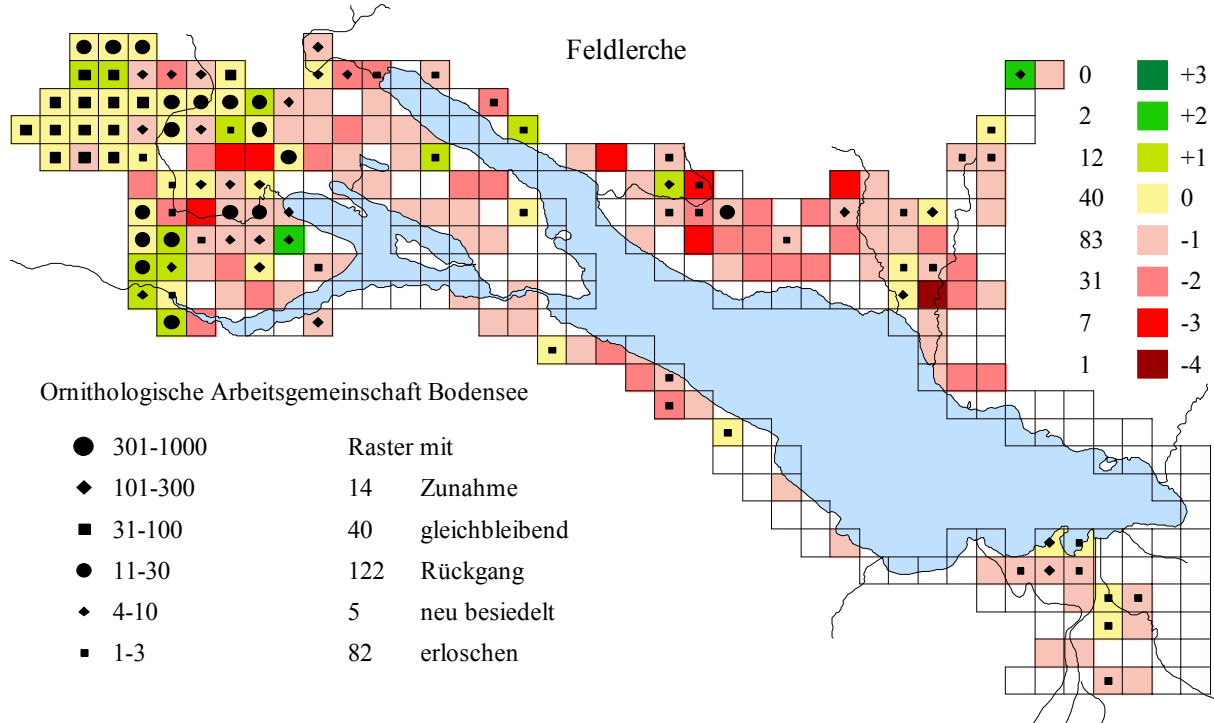 Feldlerche
0 +3
2 +2
12 +1
40 0
83 -1
31 -2
7 -3
1 -4
Ornithologische Arbeitsgemeinschaft Bodensee
301-1000 Raster mit
101-300 14 Zunahme
31-100 40 gleichbleibend
11-30 122 Rückgang
4-10 5 neu besiedelt
1-3 82 erloschen